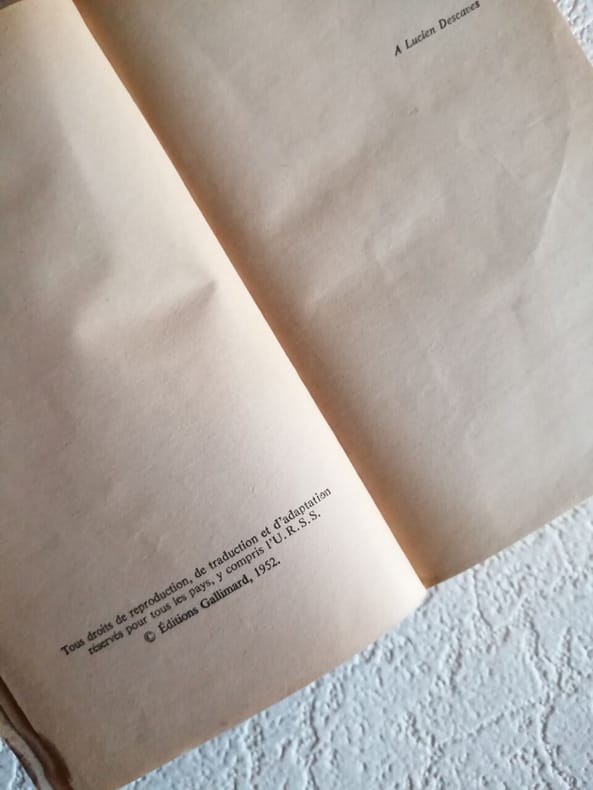 A Lucien Descaves
Tous droits de reproduction, de traduction et d'adaptation
réservés pour tous les pays, y compris l'U.R.S.S.
© Éditions Gallimard, 1952.